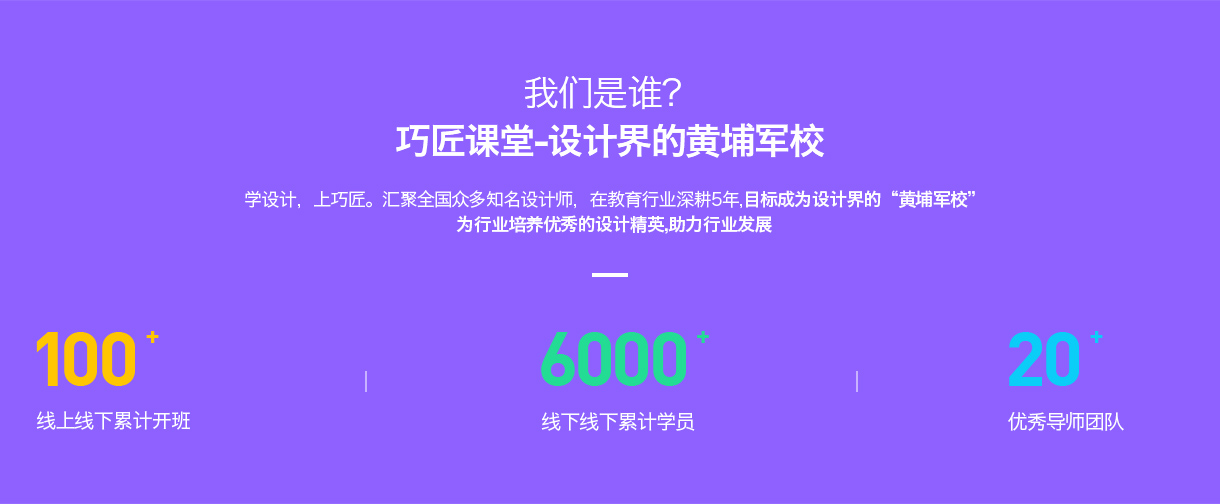 我们是谁?
巧匠课堂-设计界的黄埔军校
学设计，上巧匠。汇聚全国众多知名设计师，在教育行业深耕5年,目标成为设计界的“黄埔军校”
为行业培养优秀的设计精英,助力行业发展
100+
6000+
20+
线上线下累计开班
线下线下累计学员
优秀导师团队